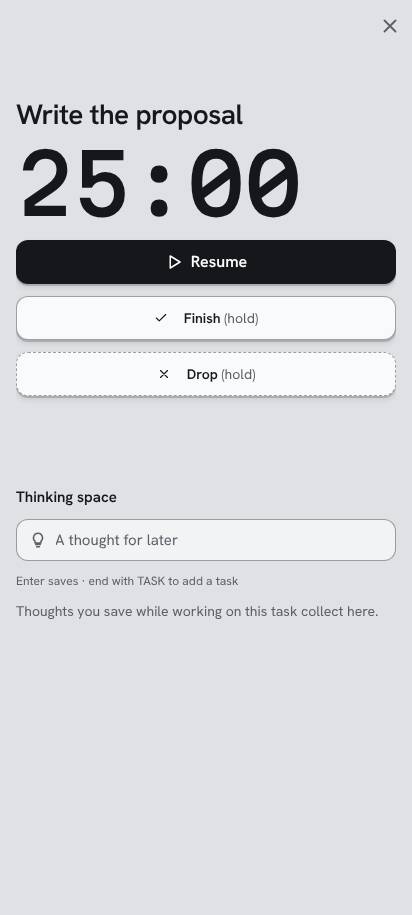 Write the proposal
25:00
Resume
Finish (hold)
Drop (hold)
Thinking space
A thought for later
Enter saves · end with TASK to add a task
Thoughts you save while working on this task collect here.